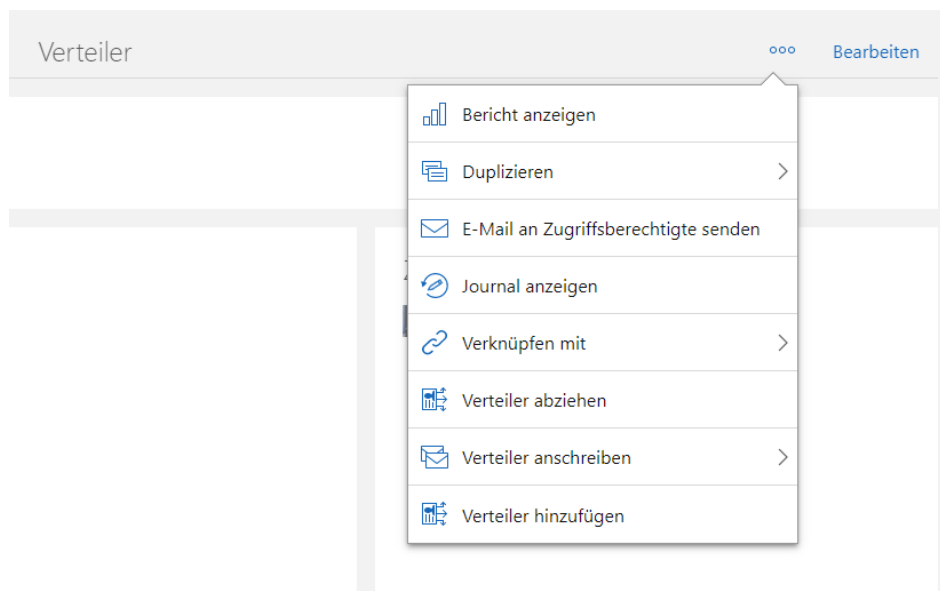 Verteiler
Bearbeiten
Bericht anzeigen
Duplizieren
E-Mail an Zugriffsberechtigte senden
Journal anzeigen
Verknüpfen mit
Verteiler abziehen
Verteiler anschreiben
Verteiler hinzufügen